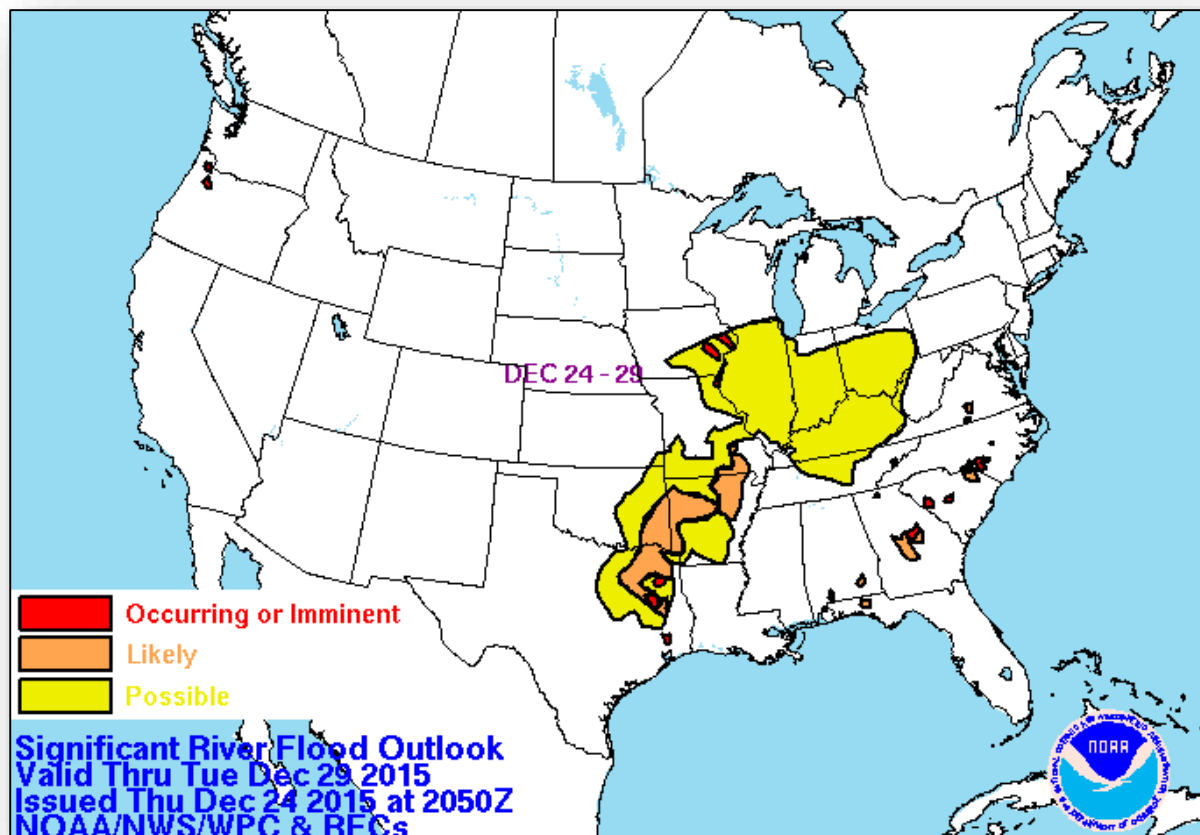 DEC 24 - 29
Occurring or Imminent
Likely
Possible
Significant River Flood Outlook
Valid Thru Tue Dec 29 2015
Issued Thu Dec 24 2015 at 2050Z
NOAA/NWS/WPC & RFCs
NOAA